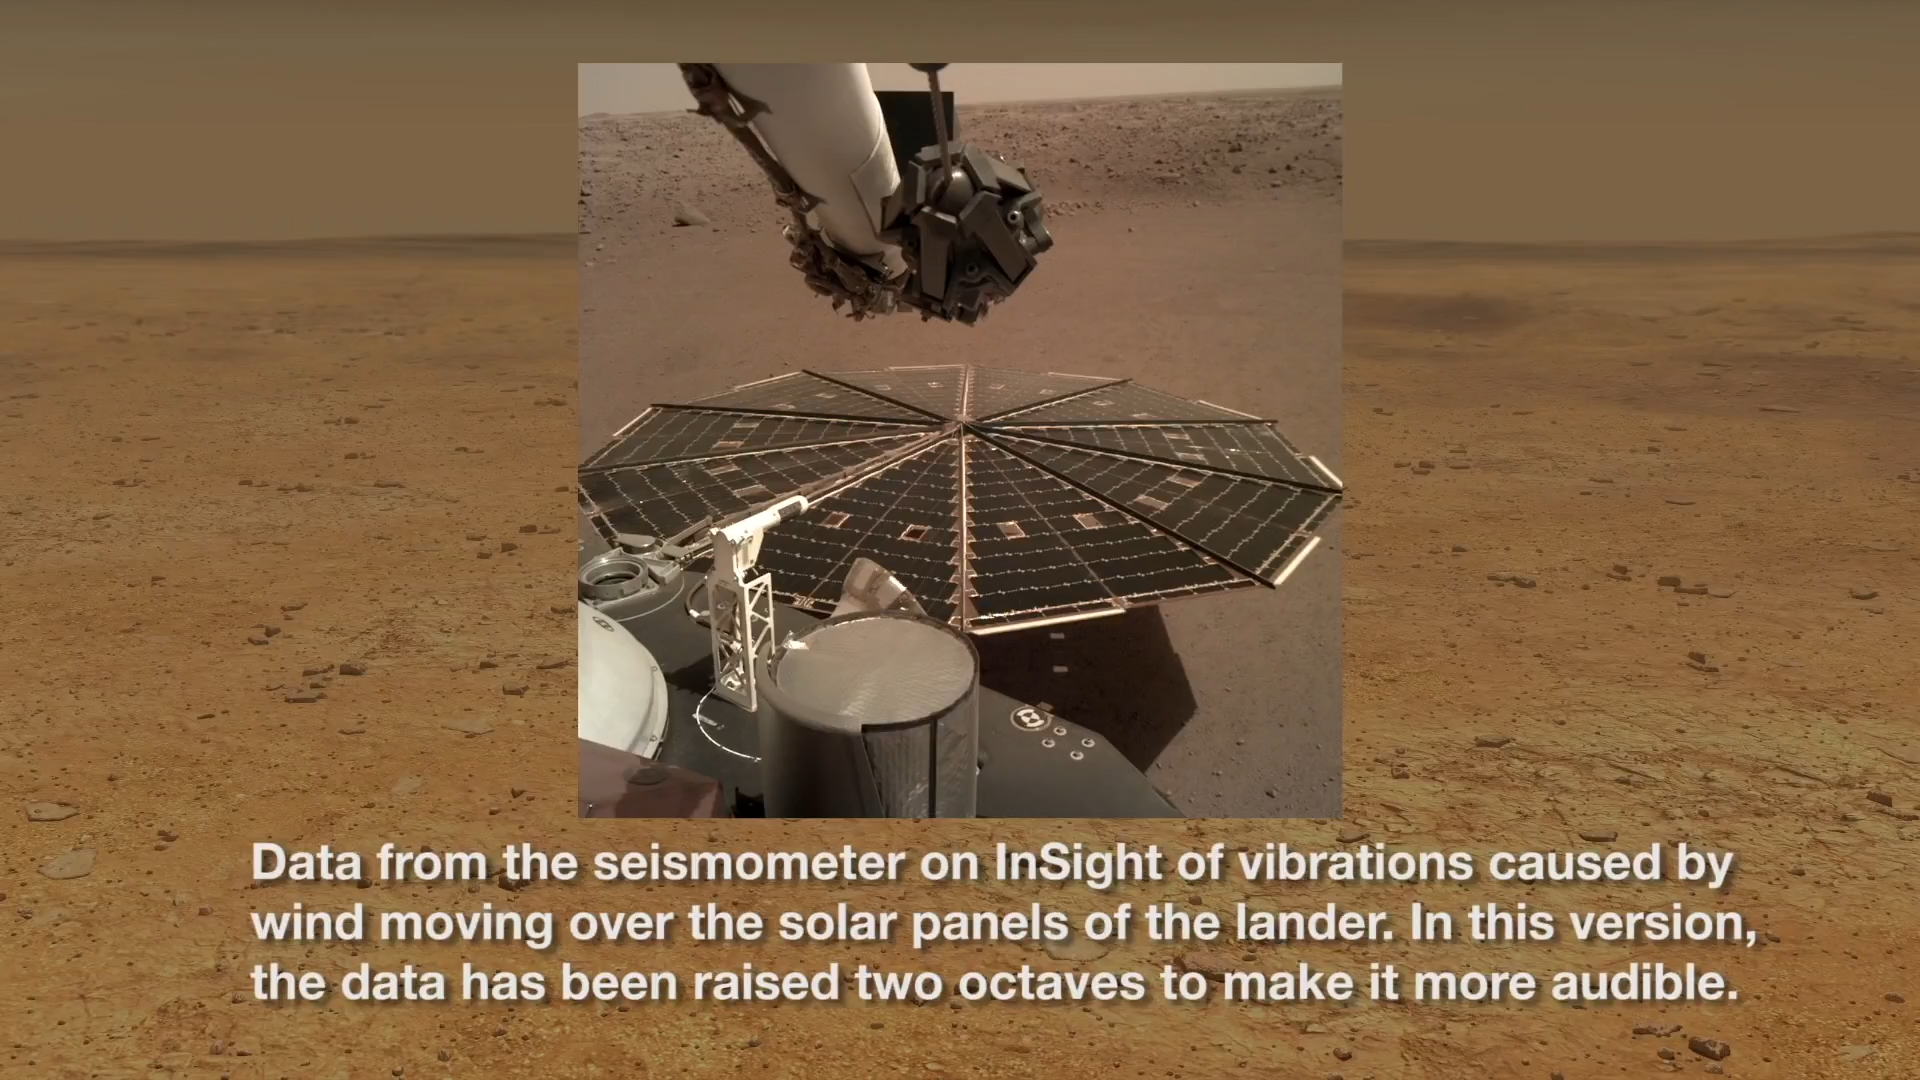 Data from the seismometer on InSight of vibrations caused by
wind moving over the solar panels of the lander. In this version,
the data has been raised two octaves to make it more audible.